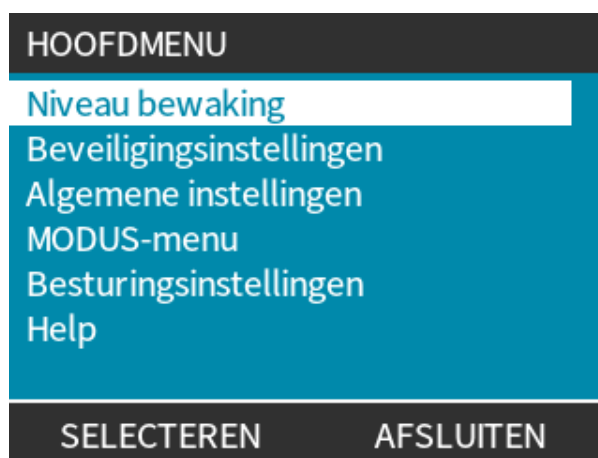 HOOFDMENU
Niveau bewaking
Beveiligingsinstellingen
Algemene instellingen
MODUS-menu
Besturingsinstellingen
Help
SELECTEREN AFSLUITEN